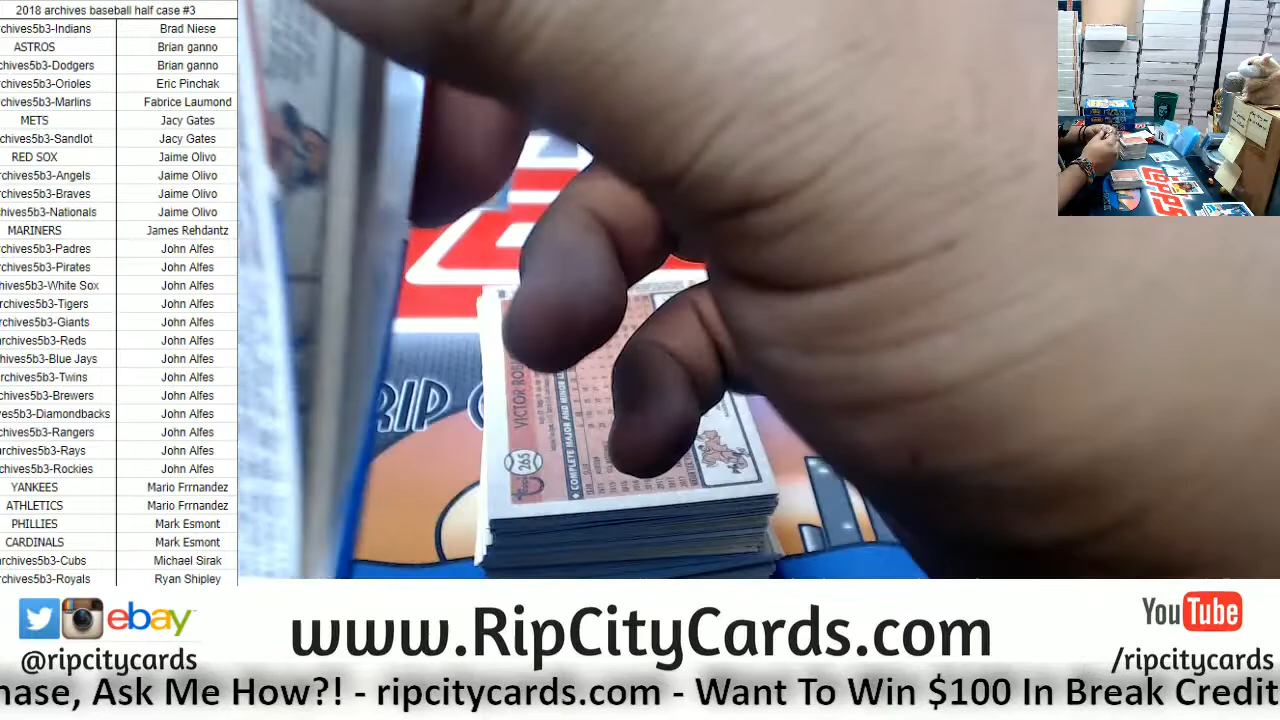 2018 archives baseball half case #3
chives5b3-Indians Brad Niese
ASTROS Brian ganno
chives5b3-Dodgers Brian ganno
chives5b3-Orioles Eric Pinchak
chives5b3-Marlins Fabrice Laumond
METS Jacy Gates
chives5b3-Sandlot Jacy Gates
RED SOX Jaime Olivo
chives5b3-Angels Jaime Olivo
chives5b3-Braves Jaime Olivo
hives5b3-Nationals Jaime Olivo
MARINERS James Rehdantz
chives5b3-Padres John Alfes
chives5b3-Pirates John Alfes
hives5b3-White Sox John Alfes
rchives5b3-Tigers John Alfes
chives5b3-Giants John Alfes
rchives5b3-Reds John Alfes
hives5b3-Blue Jays John Alfes
rchives5b3-Twins John Alfes
chives5b3-Brewers John Alfes
es5b3-Diamondbacks John Alfes
chives5b3-Rangers John Alfes
rchives5b3-Rays John Alfes
chives5b3-Rockies John Alfes
YANKEES Mario Frrnandez
ATHLETICS Mario Frrnandez
PHILLIES Mark Esmont
CARDINALS Mark Esmont
rchives5b3-Cubs Michael Sirak
chives5b3-Royals Ryan Shipley
RIP
VICTOR ROB
265
COMPLETE MAJOR AND MINOR L
ebay
@ripcitycards
www.RipCityCards.com
YouTube
/ripcitycards
hase, Ask Me How?! - ripcitycards.com - Want To Win $100 In Break Credit